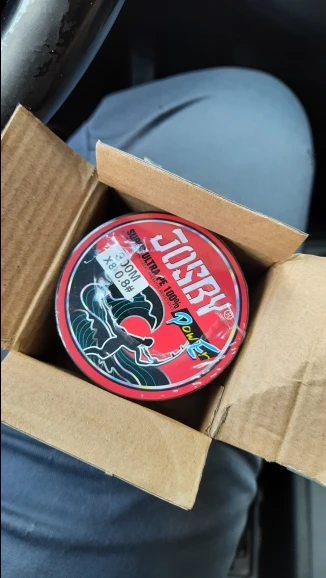 JOSBY®
SUPER ULTRA PE 100%
PowEr
300M
X8 0.8#